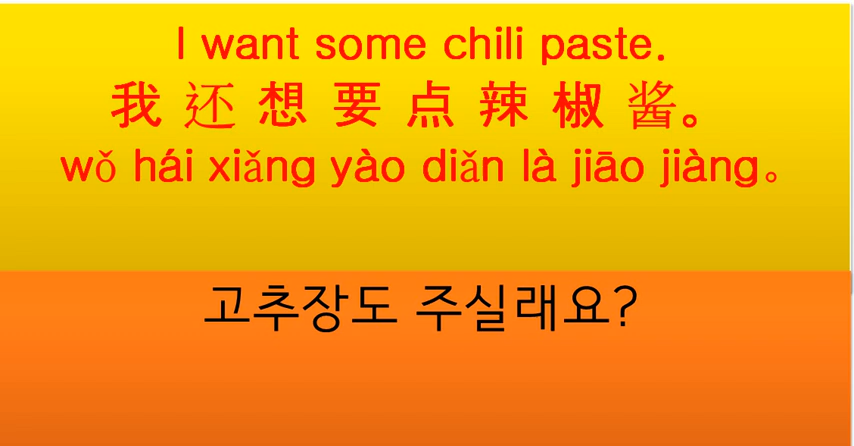 I want some chili paste.
我 还 想 要 点 辣 椒 酱。
wǒ hái xiǎng yào diǎn là jiāo jiàng。
고추장도 주실래요?